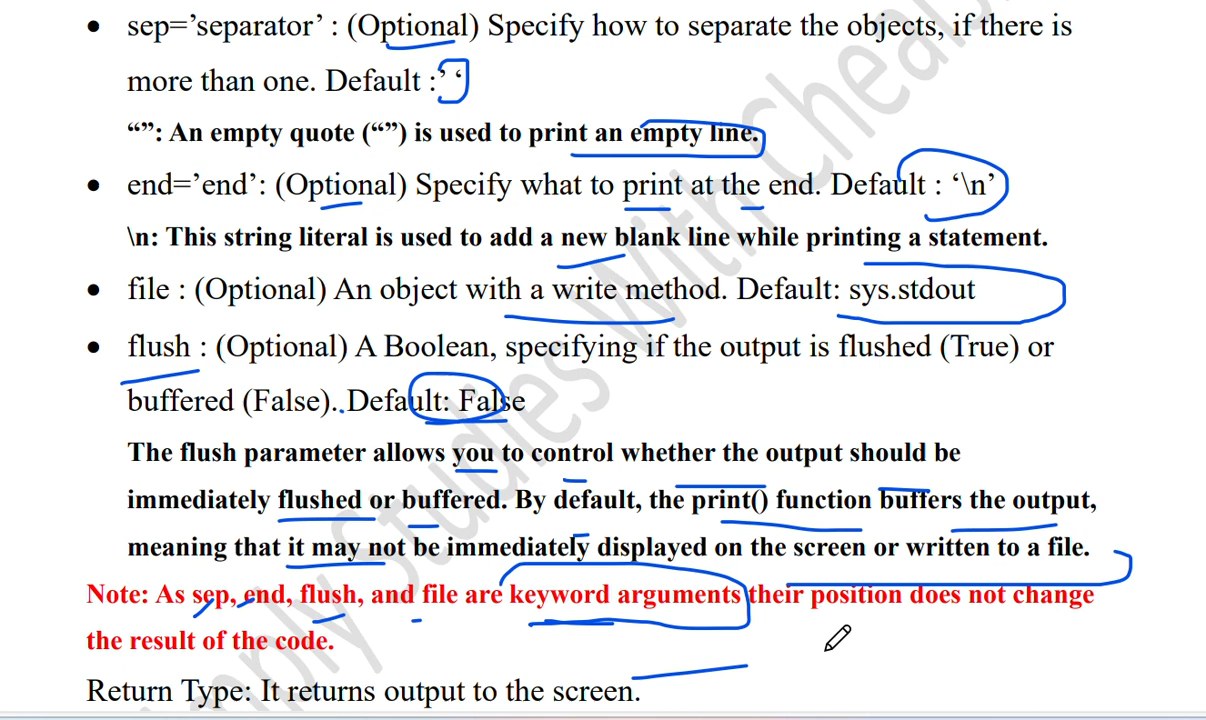 • sep=’separator’ : (Optional) Specify how to separate the objects, if there is
more than one. Default :’ ‘
“”: An empty quote (“”) is used to print an empty line.
• end=’end’: (Optional) Specify what to print at the end. Default : ‘\n’
\n: This string literal is used to add a new blank line while printing a statement.
• file : (Optional) An object with a write method. Default: sys.stdout
• flush : (Optional) A Boolean, specifying if the output is flushed (True) or
buffered (False). Default: False
The flush parameter allows you to control whether the output should be
immediately flushed or buffered. By default, the print() function buffers the output,
meaning that it may not be immediately displayed on the screen or written to a file.
Note: As sep, end, flush, and file are keyword arguments their position does not change
the result of the code.
Return Type: It returns output to the screen.